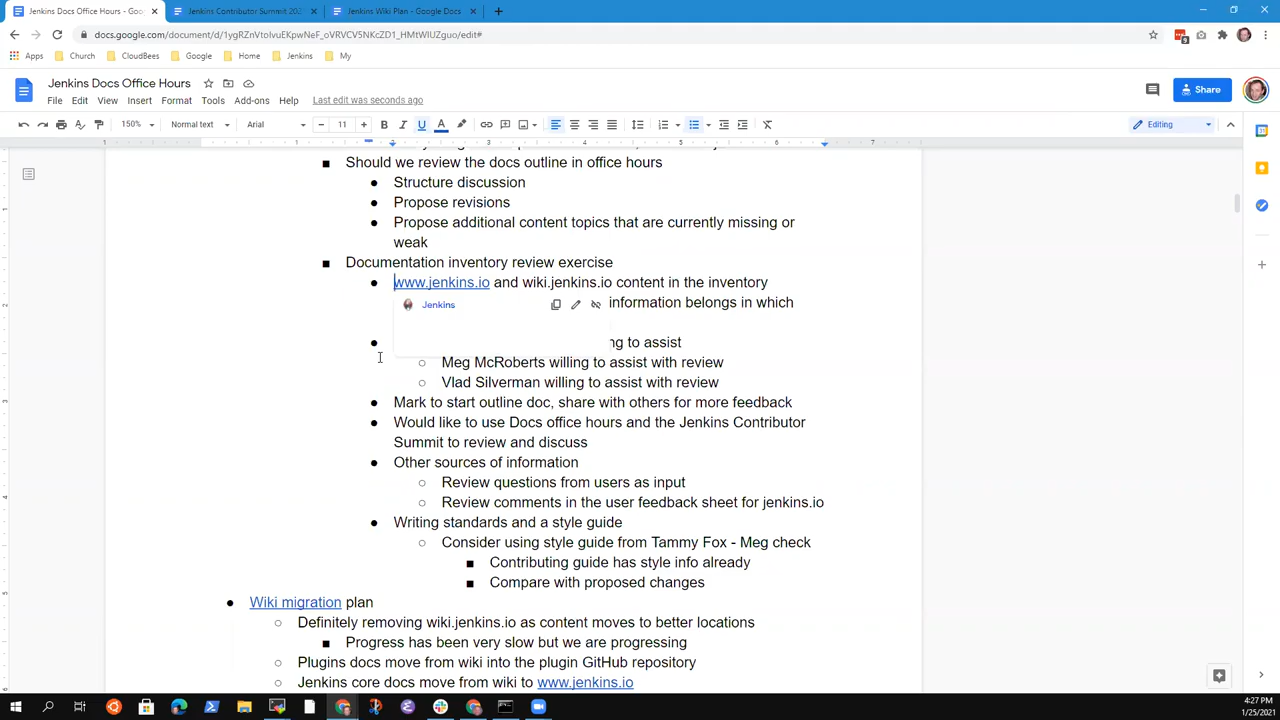 Jenkins Docs Office Hours - Goo
Jenkins Contributor Summit 202
Jenkins Wiki Plan - Google Docs
docs.google.com/document/d/1ygRZnVtoIvuEKpwNeF_oVRVCV5NKcZD1_HMtWIUZguo/edit#
Apps
Church
CloudBees
Google
Home
Jenkins
My
Jenkins Docs Office Hours
File Edit View Insert Format Tools Add-ons Help Last edit was seconds ago
Share
150% Normal text Arial 11 Editing
1 1 2 3 4 5 6 7
Should we review the docs outline in office hours
Structure discussion
Propose revisions
Propose additional content topics that are currently missing or
weak
Documentation inventory review exercise
www.jenkins.io and wiki.jenkins.io content in the inventory
Jenkins
information belongs in which
ng to assist
Meg McRoberts willing to assist with review
Vlad Silverman willing to assist with review
Mark to start outline doc, share with others for more feedback
Would like to use Docs office hours and the Jenkins Contributor
Summit to review and discuss
Other sources of information
Review questions from users as input
Review comments in the user feedback sheet for jenkins.io
Writing standards and a style guide
Consider using style guide from Tammy Fox - Meg check
Contributing guide has style info already
Compare with proposed changes
Wiki migration plan
Definitely removing wiki.jenkins.io as content moves to better locations
Progress has been very slow but we are progressing
Plugins docs move from wiki into the plugin GitHub repository
Jenkins core docs move from wiki to www.jenkins.io
4:27 PM
1/25/2021